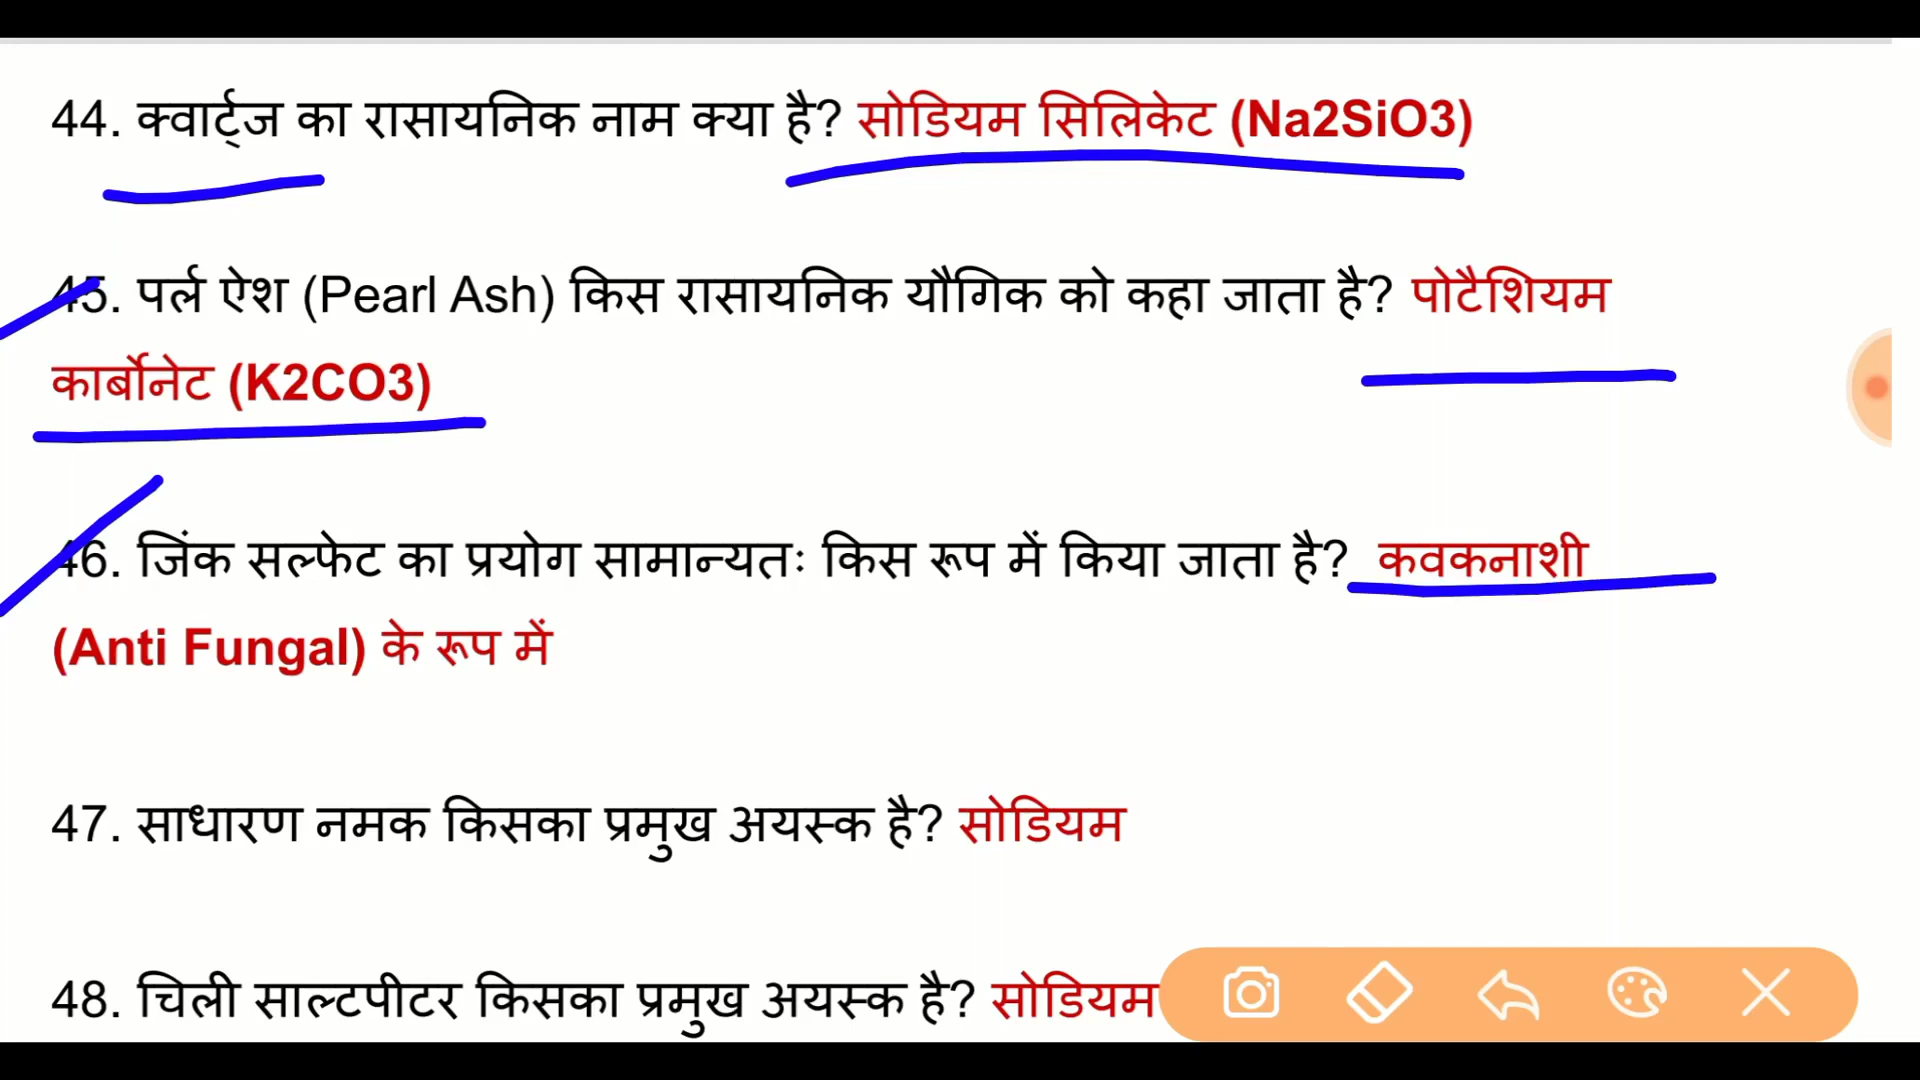 44. क्वार्ट्ज का रासायनिक नाम क्या है? सोडियम सिलिकेट (Na2SiO3)
45. पर्ल ऐश (Pearl Ash) किस रासायनिक यौगिक को कहा जाता है? पोटैशियम
कार्बोनेट (K2CO3)
46. जिंक सल्फेट का प्रयोग सामान्यतः किस रूप में किया जाता है? कवकनाशी
(Anti Fungal) के रूप में
47. साधारण नमक किसका प्रमुख अयस्क है? सोडियम
48. चिली साल्टपीटर किसका प्रमुख अयस्क है? सोडियम